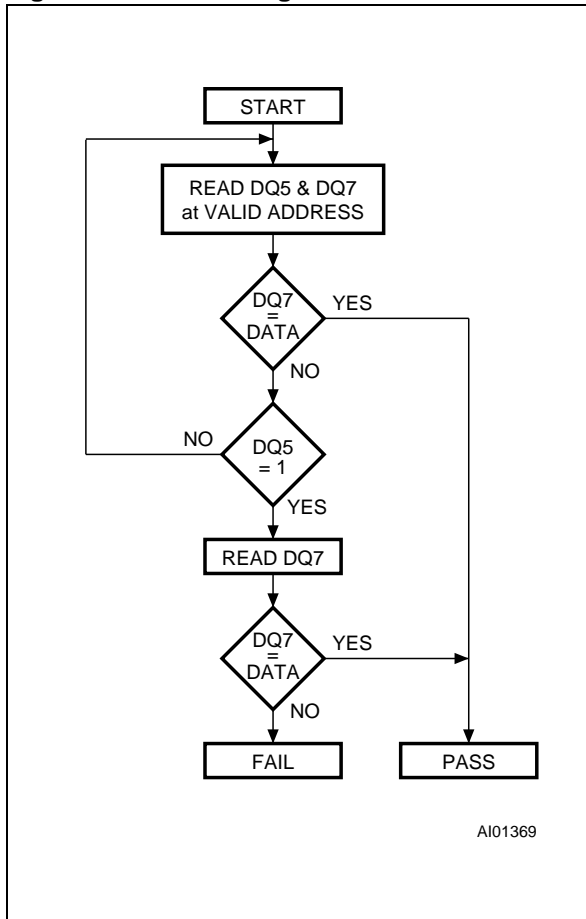 START
READ DQ5 & DQ7
at VALID ADDRESS
DQ7
=
DATA
YES
NO
DQ5
= 1
NO
YES
READ DQ7
DQ7
=
DATA
YES
NO
FAIL
PASS
AI01369